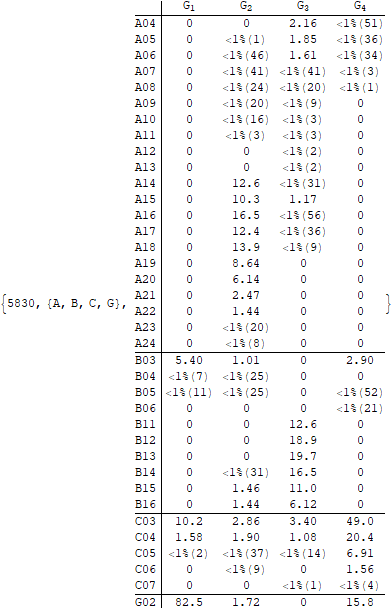 G1 G2 G3 G4
A04 0 0 2.16 <1%(51)
A05 0 <1%(1) 1.85 <1%(36)
A06 0 <1%(46) 1.61 <1%(34)
A07 0 <1%(41) <1%(41) <1%(3)
A08 0 <1%(24) <1%(20) <1%(1)
A09 0 <1%(20) <1%(9) 0
A10 0 <1%(16) <1%(3) 0
A11 0 <1%(3) <1%(3) 0
A12 0 0 <1%(2) 0
A13 0 0 <1%(2) 0
A14 0 12.6 <1%(31) 0
A15 0 10.3 1.17 0
A16 0 16.5 <1%(56) 0
A17 0 12.4 <1%(36) 0
A18 0 13.9 <1%(9) 0
A19 0 8.64 0 0
A20 0 6.14 0 0
A21 0 2.47 0 0
{5830, {A, B, C, G}, }
A22 0 1.44 0 0
A23 0 <1%(20) 0 0
A24 0 <1%(8) 0 0
B03 5.40 1.01 0 2.90
B04 <1%(7) <1%(25) 0 0
B05 <1%(11) <1%(25) 0 <1%(52)
B06 0 0 0 <1%(21)
B11 0 0 12.6 0
B12 0 0 18.9 0
B13 0 0 19.7 0
B14 0 <1%(31) 16.5 0
B15 0 1.46 11.0 0
B16 0 1.44 6.12 0
C03 10.2 2.86 3.40 49.0
C04 1.58 1.90 1.08 20.4
C05 <1%(2) <1%(37) <1%(14) 6.91
C06 0 <1%(9) 0 1.56
C07 0 0 <1%(1) <1%(4)
G02 82.5 1.72 0 15.8